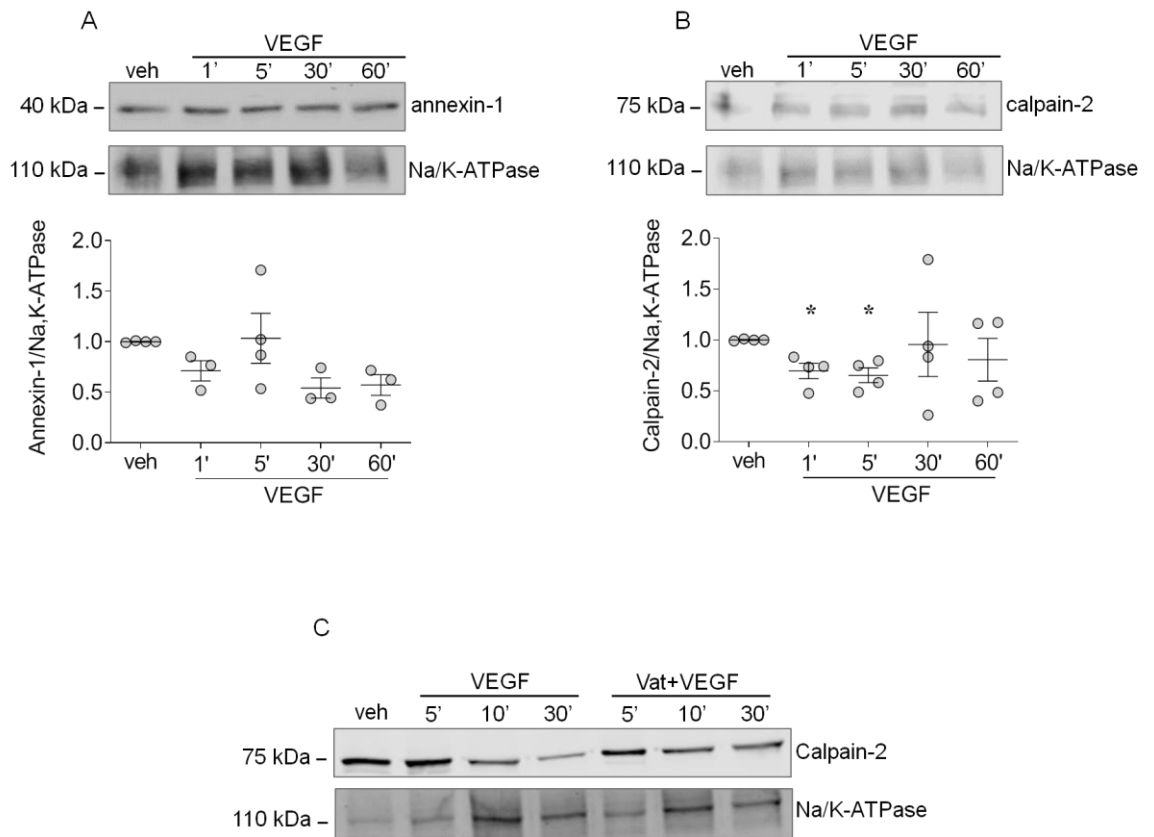 A
VEGF
veh 1’ 5’ 30’ 60’
40 kDa – annexin-1
110 kDa – Na/K-ATPase
Annexin-1/Na,K-ATPase
2.0
1.5
1.0
0.5
0.0
veh 1' 5' 30' 60'
VEGF
B
VEGF
veh 1’ 5’ 30’ 60’
75 kDa – calpain-2
110 kDa – Na/K-ATPase
Calpain-2/Na,K-ATPase
2.0
1.5
1.0
0.5
0.0
* *
veh 1' 5' 30' 60'
VEGF
C
VEGF Vat+VEGF
veh 5’ 10’ 30’ 5’ 10’ 30’
75 kDa – Calpain-2
110 kDa – Na/K-ATPase